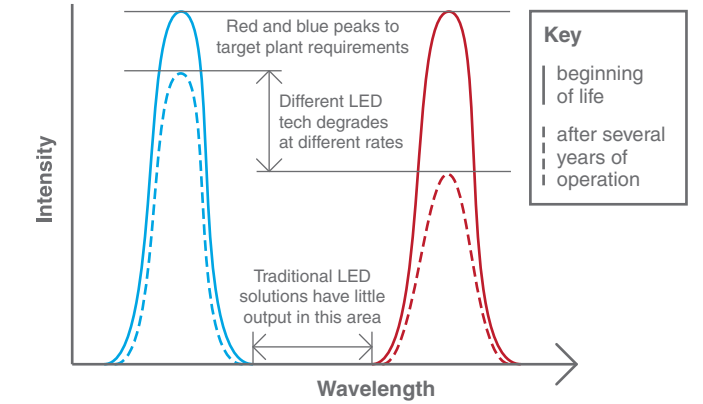 Red and blue peaks to
target plant requirements
Different LED
tech degrades
at different rates
Traditional LED
solutions have little
output in this area
Intensity
Wavelength
Key
beginning
of life
after several
years of
operation